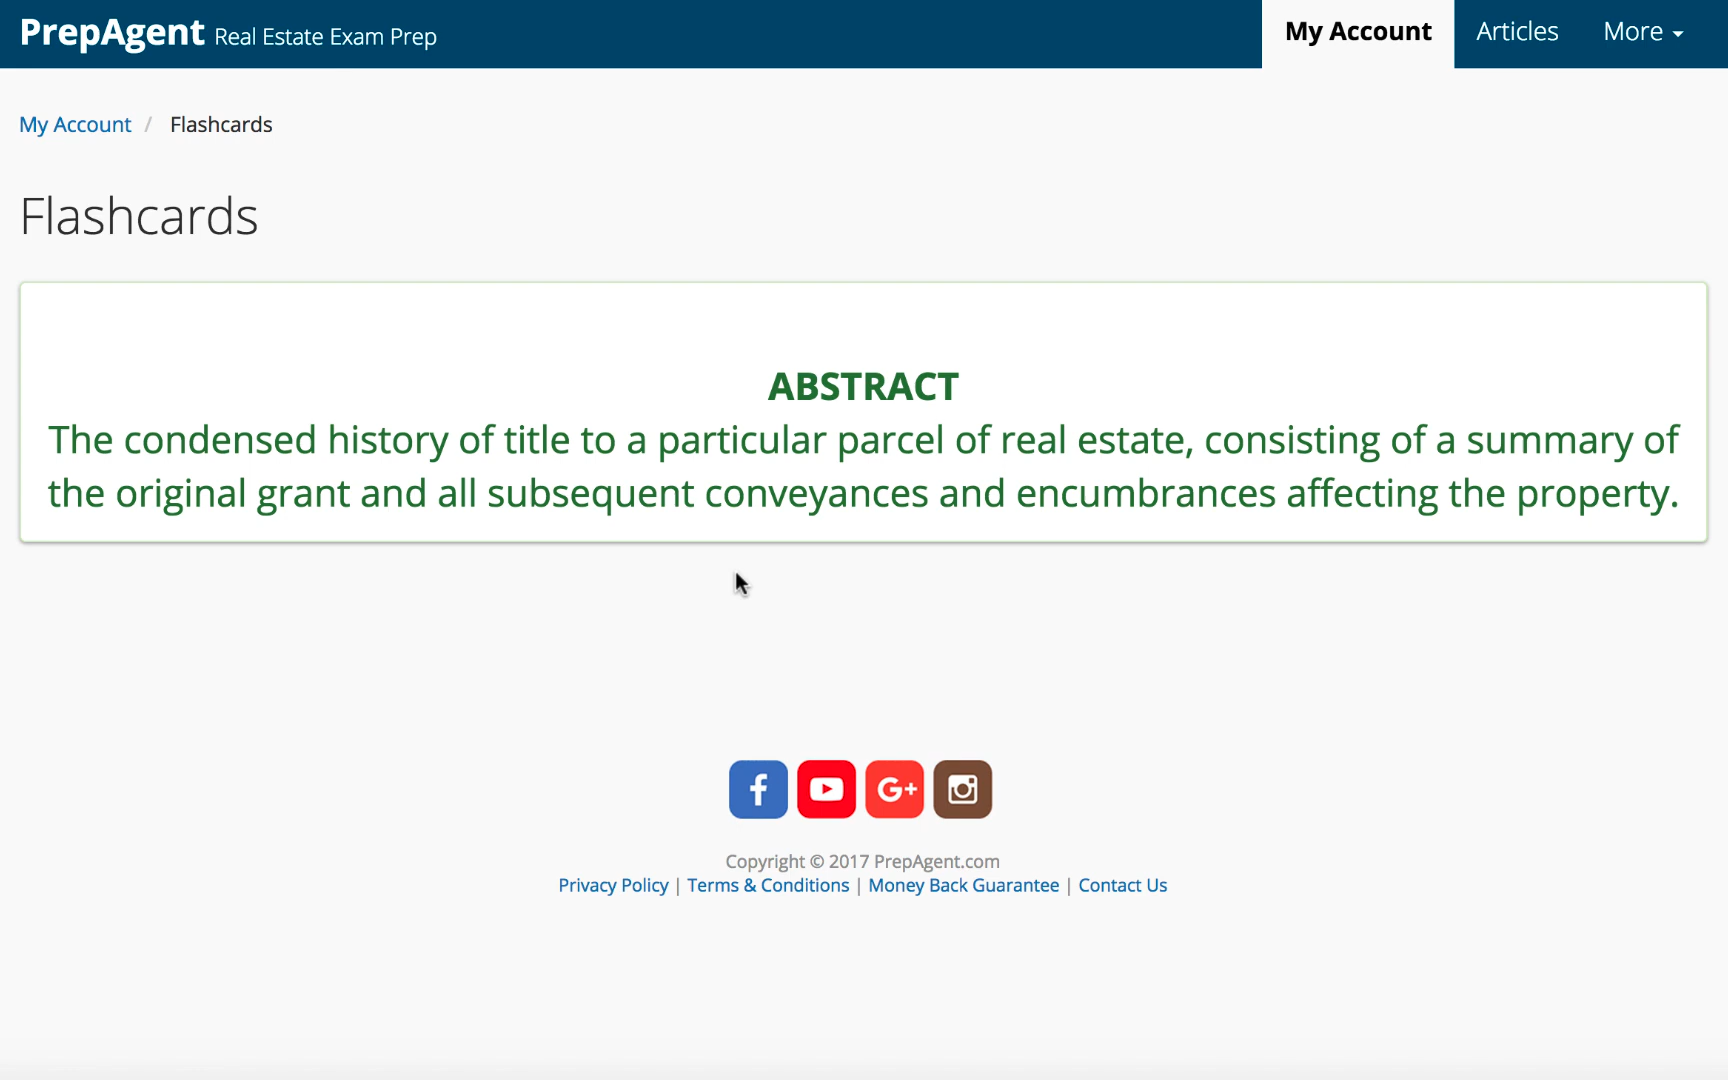 PrepAgent Real Estate Exam Prep
My Account
Articles
More
My Account / Flashcards
Flashcards
ABSTRACT
The condensed history of title to a particular parcel of real estate, consisting of a summary of
the original grant and all subsequent conveyances and encumbrances affecting the property.
f
G+
Copyright © 2017 PrepAgent.com
Privacy Policy | Terms & Conditions | Money Back Guarantee | Contact Us